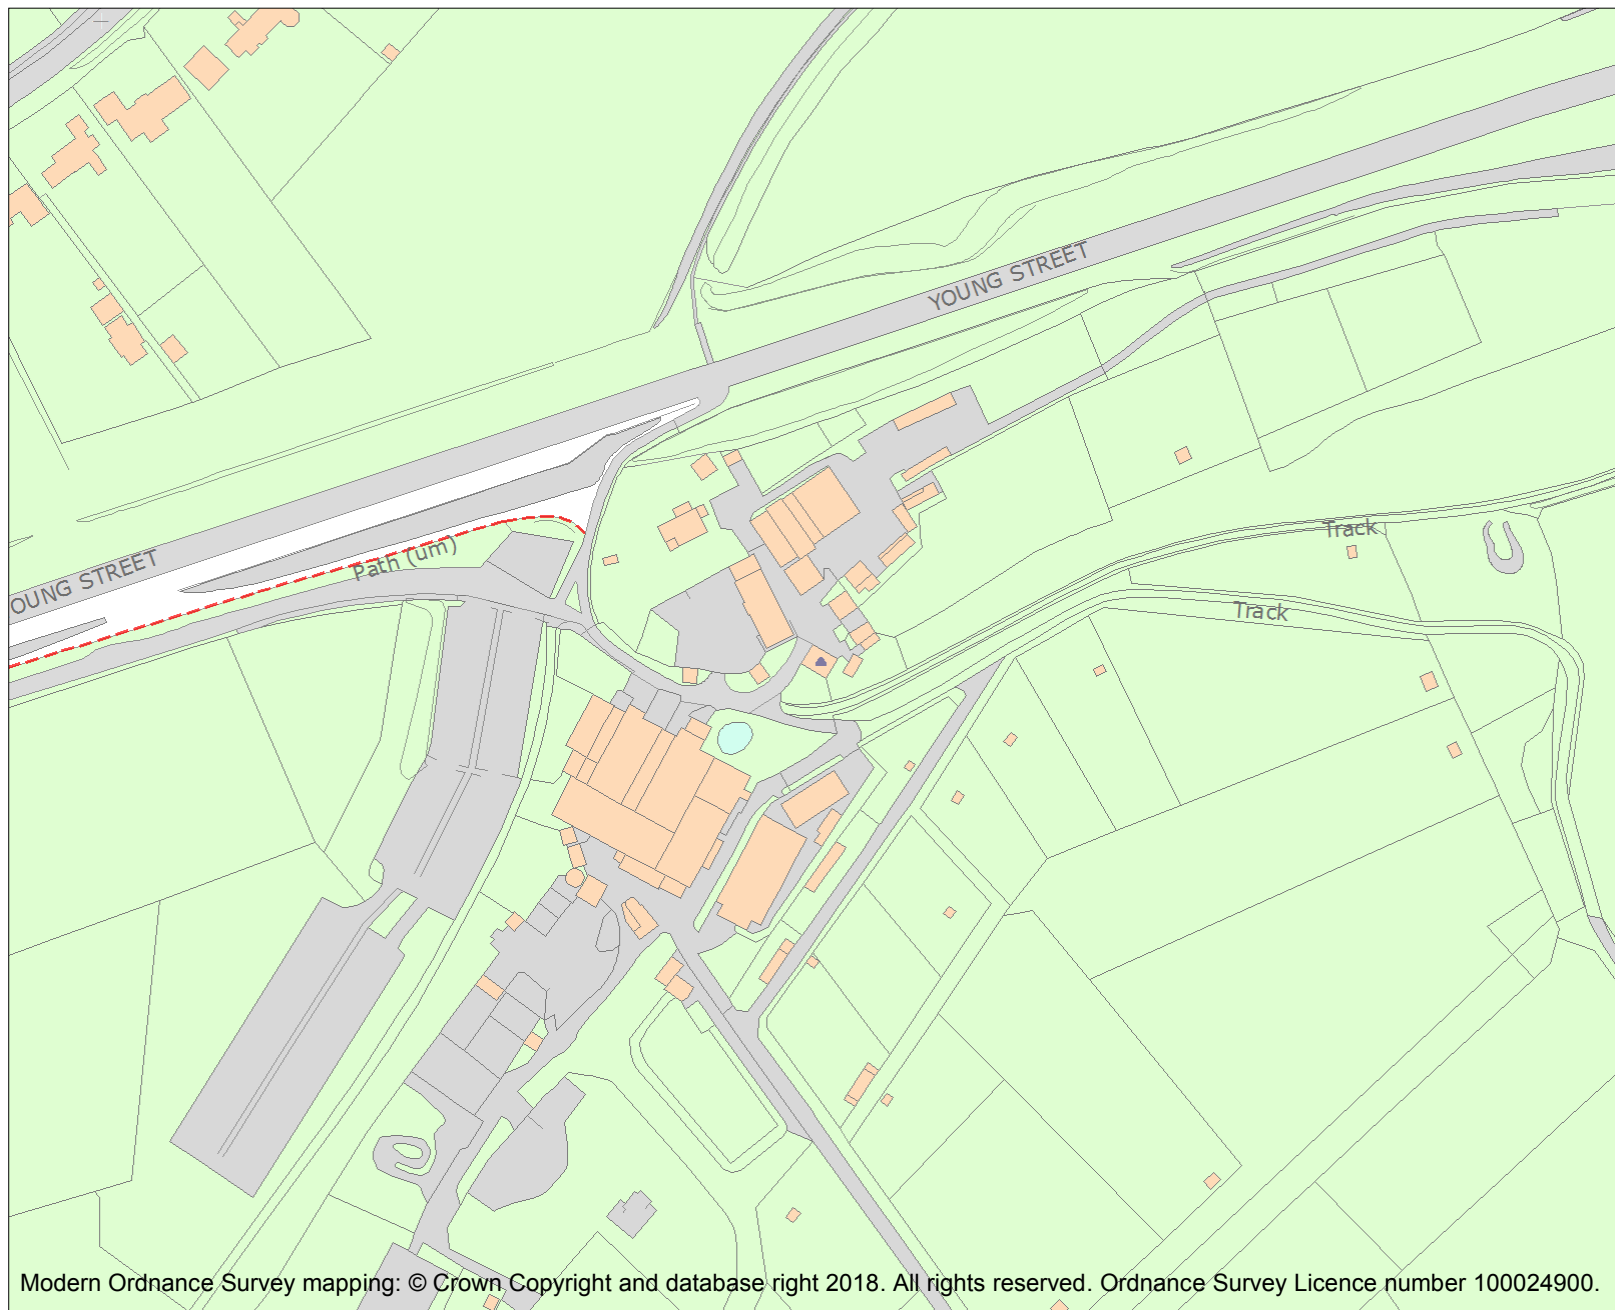 YOUNG STREET
Track
Path (um)
OUNG STREET
Track
Modern Ordnance Survey mapping: © Crown Copyright and database right 2018. All rights reserved. Ordnance Survey Licence number 100024900.